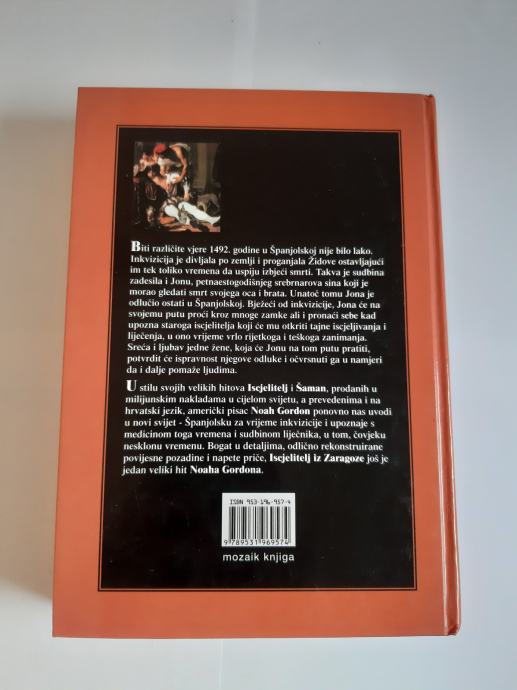 Biti različite vjere 1492. godine u Španjolskoj nije bilo lako.
Inkvizicija je divljala po zemlji i proganjala Židove ostavljajući
im tek toliko vremena da uspiju izbjeći smrti. Takva je sudbina
zadesila i Jonu, petnaestogodišnjeg srebrnarova sina koji je
morao gledati smrt svojega oca i brata. Unatoč tomu Jona je
odlučio ostati u Španjolskoj. Bježeći od inkvizicije, Jona će na
svojemu putu proći kroz mnoge zamke ali i pronaći sebe kad
upozna staroga iscjelitelja koji će mu otkriti tajne iscjeljivanja i
liječenja, u ono vrijeme vrlo rijetkoga i teškoga zanimanja.
Sreća i ljubav jedne žene, koja će Jonu na tom putu pratiti,
potvrdit će ispravnost njegove odluke i očvrsnuti ga u namjeri
da i dalje pomaže ljudima.
U stilu svojih velikih hitova Iscjelitelj i Šaman, prodanih u
milijunskim nakladama u cijelom svijetu, a prevedenima i na
hrvatski jezik, američki pisac Noah Gordon ponovno nas uvodi
u novi svijet - Španjolsku za vrijeme inkvizicije i upoznaje s
medicinom toga vremena i sudbinom liječnika, u tom, čovjeku
nesklonu vremenu. Bogat u detaljima, odlično rekonstruirane
povijesne pozadine i napete priče, Iscjelitelj iz Zaragoze još je
jedan veliki hit Noaha Gordona.
ISBN 953-196-957-4
9 789531 969574
mozaik knjiga